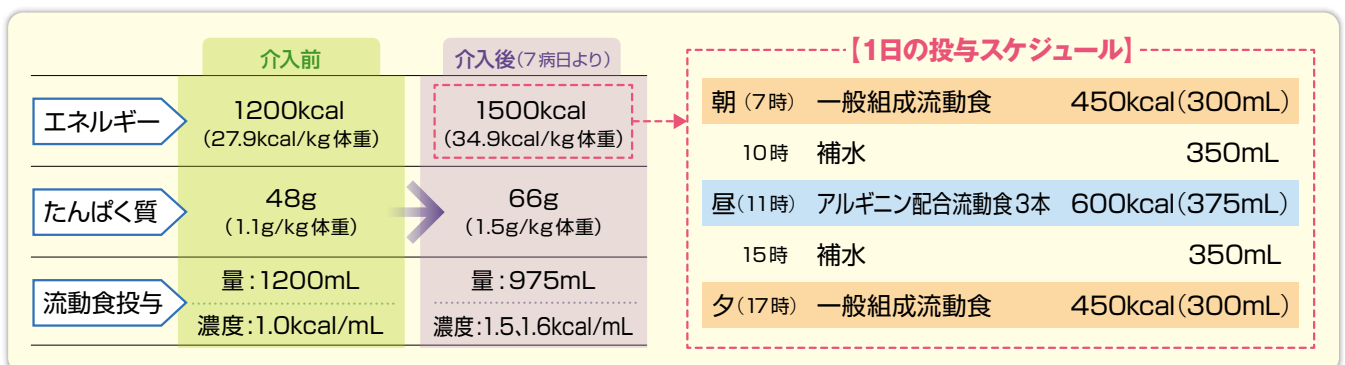 介入前
介入後(7病日より)
エネルギー
1200kcal
(27.9kcal/kg体重)
1500kcal
(34.9kcal/kg体重)
たんぱく質
48g
(1.1g/kg体重)
66g
(1.5g/kg体重)
流動食投与
量:1200mL
濃度:1.0kcal/mL
量:975mL
濃度:1.5、1.6kcal/mL
【1日の投与スケジュール】
朝(7時) 一般組成流動食 450kcal(300mL)
10時 補水 350mL
昼(11時) アルギニン配合流動食3本 600kcal(375mL)
15時 補水 350mL
夕(17時) 一般組成流動食 450kcal(300mL)